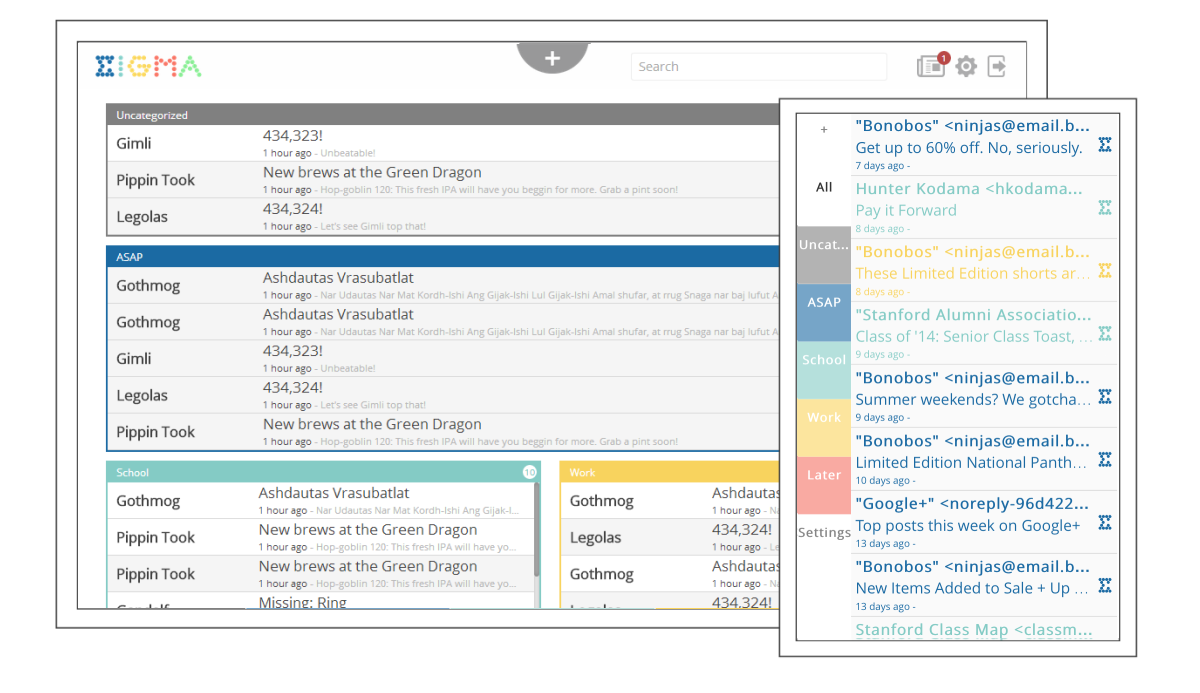 ΣIGMA
+
Search
1
Uncategorized
Gimli
434,323!
1 hour ago - Unbeatable!
Pippin Took
New brews at the Green Dragon
1 hour ago - Hop-goblin 120: This fresh IPA will have you beggin for more. Grab a pint soon!
Legolas
434,324!
1 hour ago - Let's see Gimli top that!
ASAP
Gothmog
Ashdautas Vrasubatlat
1 hour ago - Nar Udautas Nar Mat Kordh-Ishi Ang Gijak-Ishi Lul Gijak-Ishi Amal shufar, at rrug Snaga nar baj lufut A
Gothmog
Ashdautas Vrasubatlat
1 hour ago - Nar Udautas Nar Mat Kordh-Ishi Ang Gijak-Ishi Lul Gijak-Ishi Amal shufar, at rrug Snaga nar baj lufut A
Gimli
434,323!
1 hour ago - Unbeatable!
Legolas
434,324!
1 hour ago - Let's see Gimli top that!
Pippin Took
New brews at the Green Dragon
1 hour ago - Hop-goblin 120: This fresh IPA will have you beggin for more. Grab a pint soon!
School
10
Gothmog
Ashdautas Vrasubatlat
1 hour ago - Nar Udautas Nar Mat Kordh-Ishi Ang Gijak-I...
Pippin Took
New brews at the Green Dragon
1 hour ago - Hop-goblin 120: This fresh IPA will have yo...
Pippin Took
New brews at the Green Dragon
1 hour ago - Hop-goblin 120: This fresh IPA will have yo...
Gandalf
Missing: Ring
Work
Gothmog
Ashdautas
1 hour ago - Na
Legolas
434,324!
1 hour ago - Le
Gothmog
Ashdautas
1 hour ago - Na
Legolas
434,324!
+
All
Uncat...
ASAP
School
Work
Later
Settings
"Bonobos" <ninjas@email.b...
Get up to 60% off. No, seriously.
7 days ago -
Hunter Kodama <hkodama...
Pay it Forward
8 days ago -
"Bonobos" <ninjas@email.b...
These Limited Edition shorts ar...
8 days ago -
"Stanford Alumni Associatio...
Class of '14: Senior Class Toast, ...
9 days ago -
"Bonobos" <ninjas@email.b...
Summer weekends? We gotcha...
9 days ago -
"Bonobos" <ninjas@email.b...
Limited Edition National Panth...
10 days ago -
"Google+" <noreply-96d422...
Top posts this week on Google+
13 days ago -
"Bonobos" <ninjas@email.b...
New Items Added to Sale + Up ...
13 days ago -
Stanford Class Map <classm...